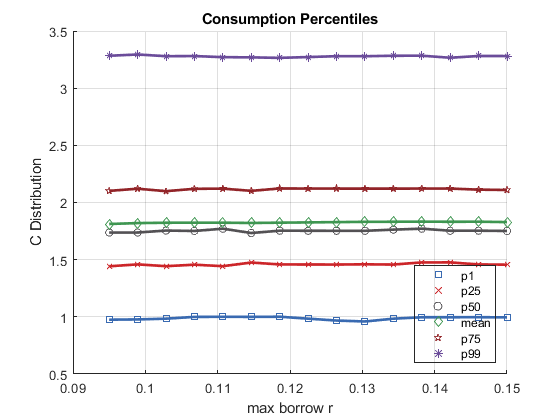 Consumption Percentiles
3.5
3
2.5
2
1.5
1
0.5
C Distribution
p1
p25
p50
mean
p75
p99
0.09
0.1
0.11
0.12
0.13
0.14
0.15
max borrow r